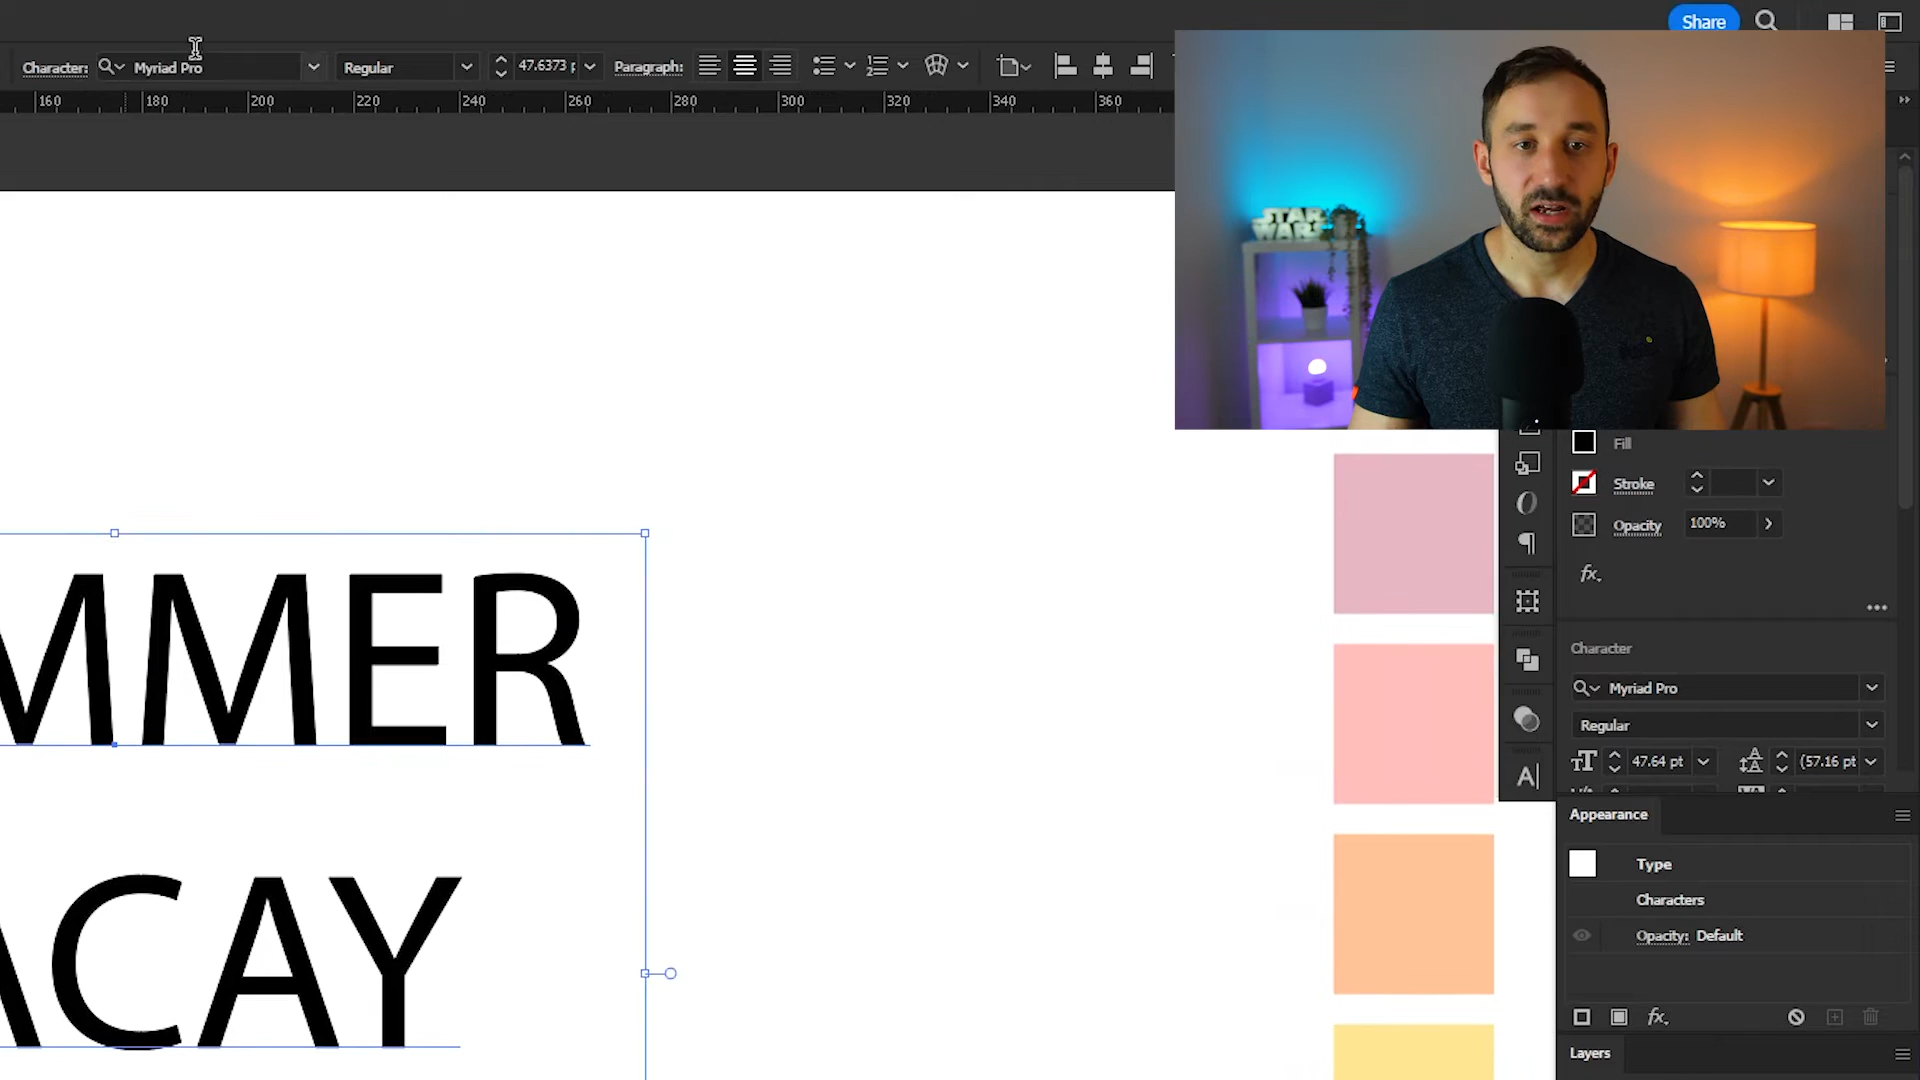 Share
Character: Myriad Pro Regular 47.6373 p Paragraph:
160 180 200 220 240 260 280 300 320 340 360
STAR
WARS
Fill
Stroke
Opacity 100%
fx
Character
Myriad Pro
Regular
47.64 pt (57.16 pt
MMER
ACAY
Appearance
Type
Characters
Opacity: Default
fx
Layers